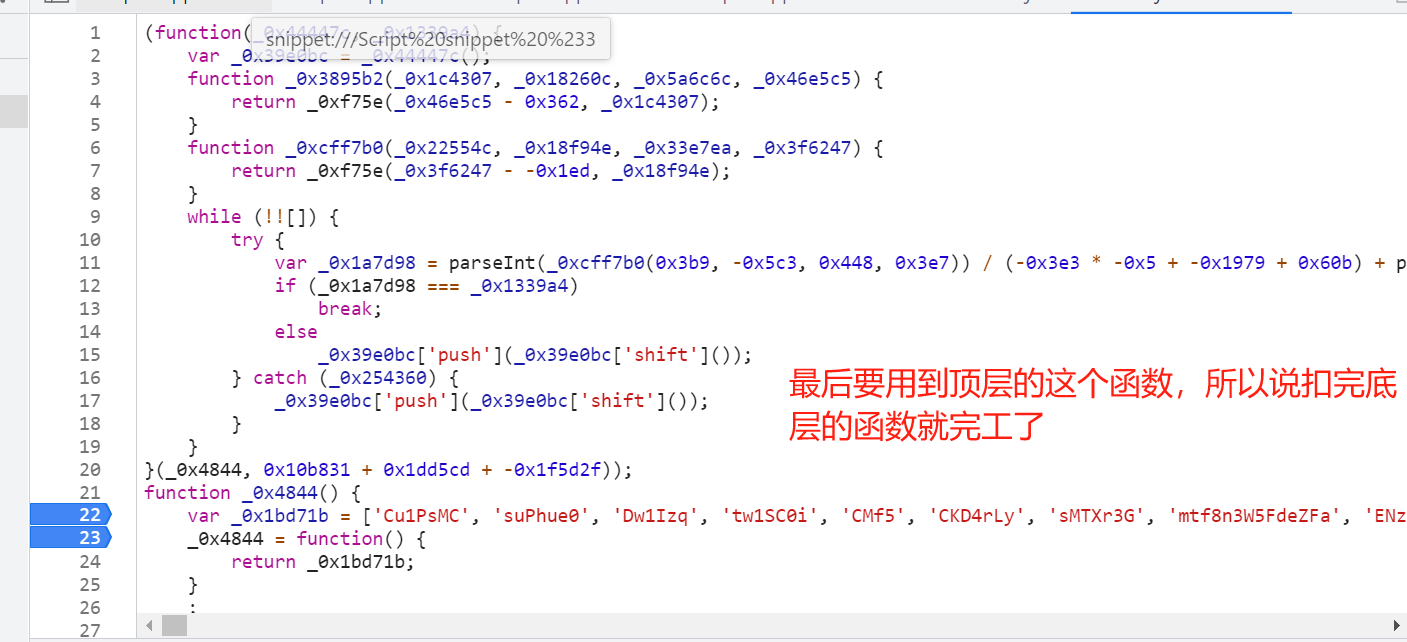 snippet:///Script%20snippet%20%233
1 (function(_0x44447c, _0x1339a4) {
2 var _0x39e0bc = _0x44447c();
3 function _0x3895b2(_0x1c4307, _0x18260c, _0x5a6c6c, _0x46e5c5) {
4 return _0xf75e(_0x46e5c5 - 0x362, _0x1c4307);
5 }
6 function _0xcff7b0(_0x22554c, _0x18f94e, _0x33e7ea, _0x3f6247) {
7 return _0xf75e(_0x3f6247 - -0x1ed, _0x18f94e);
8 }
9 while (!![]) {
10 try {
11 var _0x1a7d98 = parseInt(_0xcff7b0(0x3b9, -0x5c3, 0x448, 0x3e7)) / (-0x3e3 * -0x5 + -0x1979 + 0x60b) + p
12 if (_0x1a7d98 === _0x1339a4)
13 break;
14 else
15 _0x39e0bc['push'](_0x39e0bc['shift']());
16 } catch (_0x254360) {
17 _0x39e0bc['push'](_0x39e0bc['shift']());
18 }
19 }
20 }(_0x4844, 0x10b831 + 0x1dd5cd + -0x1f5d2f));
21 function _0x4844() {
22 var _0x1bd71b = ['Cu1PsMC', 'suPhue0', 'Dw1Izq', 'tw1SC0i', 'CMf5', 'CKD4rLy', 'sMTXr3G', 'mtf8n3W5FdeZFa', 'ENz
23 _0x4844 = function() {
24 return _0x1bd71b;
25 }
26 ;
27
最后要用到顶层的这个函数，所以说扣完底
层的函数就完工了